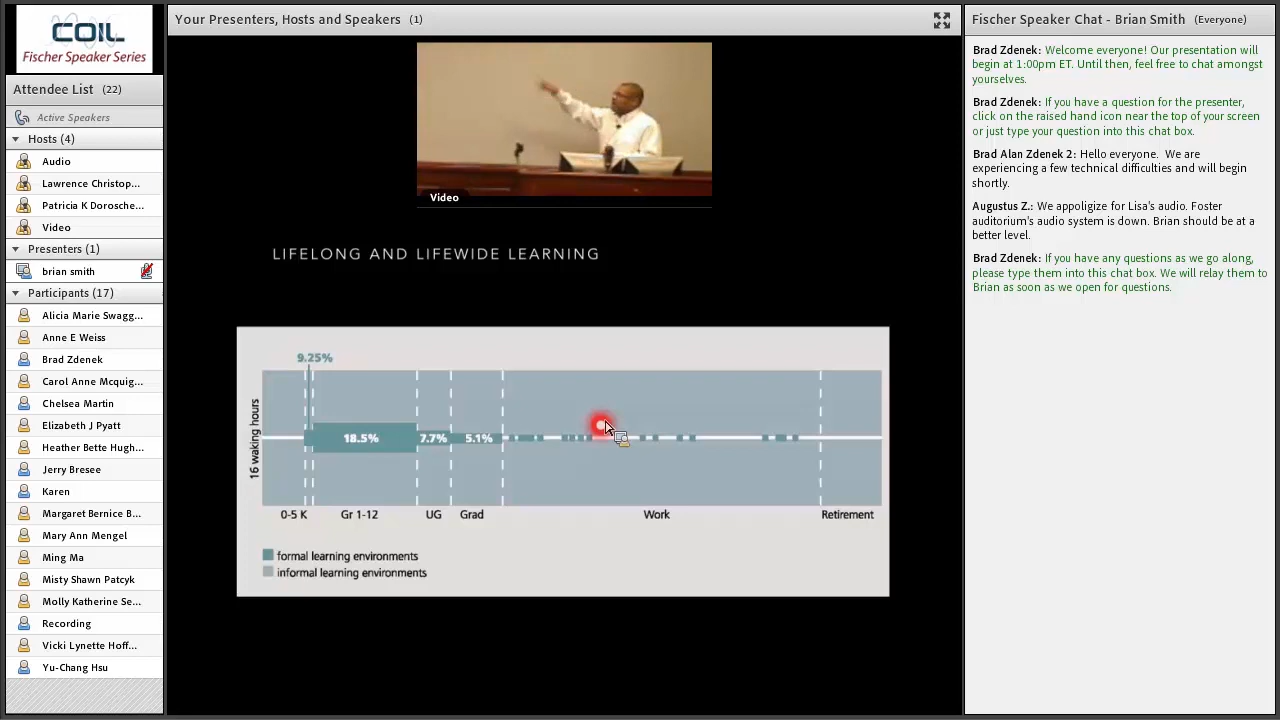 COIL
Fischer Speaker Series
Attendee List (22)
Active Speakers
Hosts (4)
Audio
Lawrence Christop...
Patricia K Dorosche...
Video
Presenters (1)
brian smith
Participants (17)
Alicia Marie Swagg...
Anne E Weiss
Brad Zdenek
Carol Anne Mcquig...
Chelsea Martin
Elizabeth J Pyatt
Heather Bette Hugh...
Jerry Bresee
Karen
Margaret Bernice B...
Mary Ann Mengel
Ming Ma
Misty Shawn Patcyk
Molly Katherine Se...
Recording
Vicki Lynette Hoff...
Yu-Chang Hsu
Your Presenters, Hosts and Speakers (1)
Video
LIFELONG AND LIFEWIDE LEARNING
9.25%
16 waking hours
18.5% 7.7% 5.1%
0-5 K Gr 1-12 UG Grad Work Retirement
formal learning environments
informal learning environments
Fischer Speaker Chat - Brian Smith (Everyone)
Brad Zdenek: Welcome everyone! Our presentation will
begin at 1:00pm ET. Until then, feel free to chat amongst
yourselves.
Brad Zdenek: If you have a question for the presenter,
click on the raised hand icon near the top of your screen
or just type your question into this chat box.
Brad Alan Zdenek 2: Hello everyone. We are
experiencing a few technical difficulties and will begin
shortly.
Augustus Z.: We appoligize for Lisa's audio. Foster
auditorium's audio system is down. Brian should be at a
better level.
Brad Zdenek: If you have any questions as we go along,
please type them into this chat box. We will relay them to
Brian as soon as we open for questions.